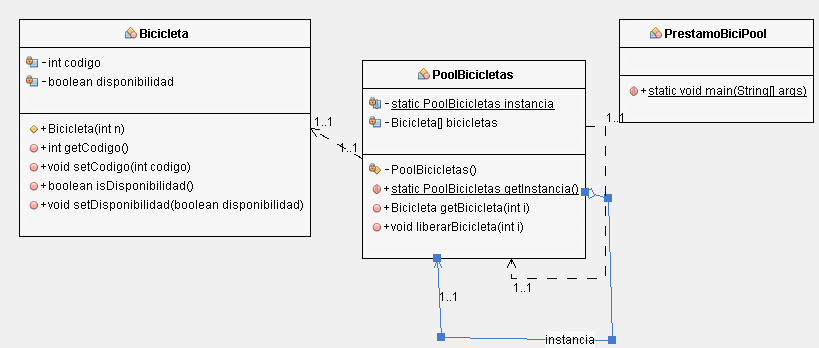 Bicicleta
- int codigo
- boolean disponibilidad
+ Bicicleta(int n)
+ int getCodigo()
+ void setCodigo(int codigo)
+ boolean isDisponibilidad()
+ void setDisponibilidad(boolean disponibilidad)
1..1
1..1
PoolBicicletas
- static PoolBicicletas instancia
- Bicicleta[] bicicletas
- PoolBicicletas()
+ static PoolBicicletas getInstancia()
+ Bicicleta getBicicleta(int i)
+ void liberarBicicleta(int i)
PrestamoBiciPool
+ static void main(String[] args)
1..1
1..1
1..1
instancia